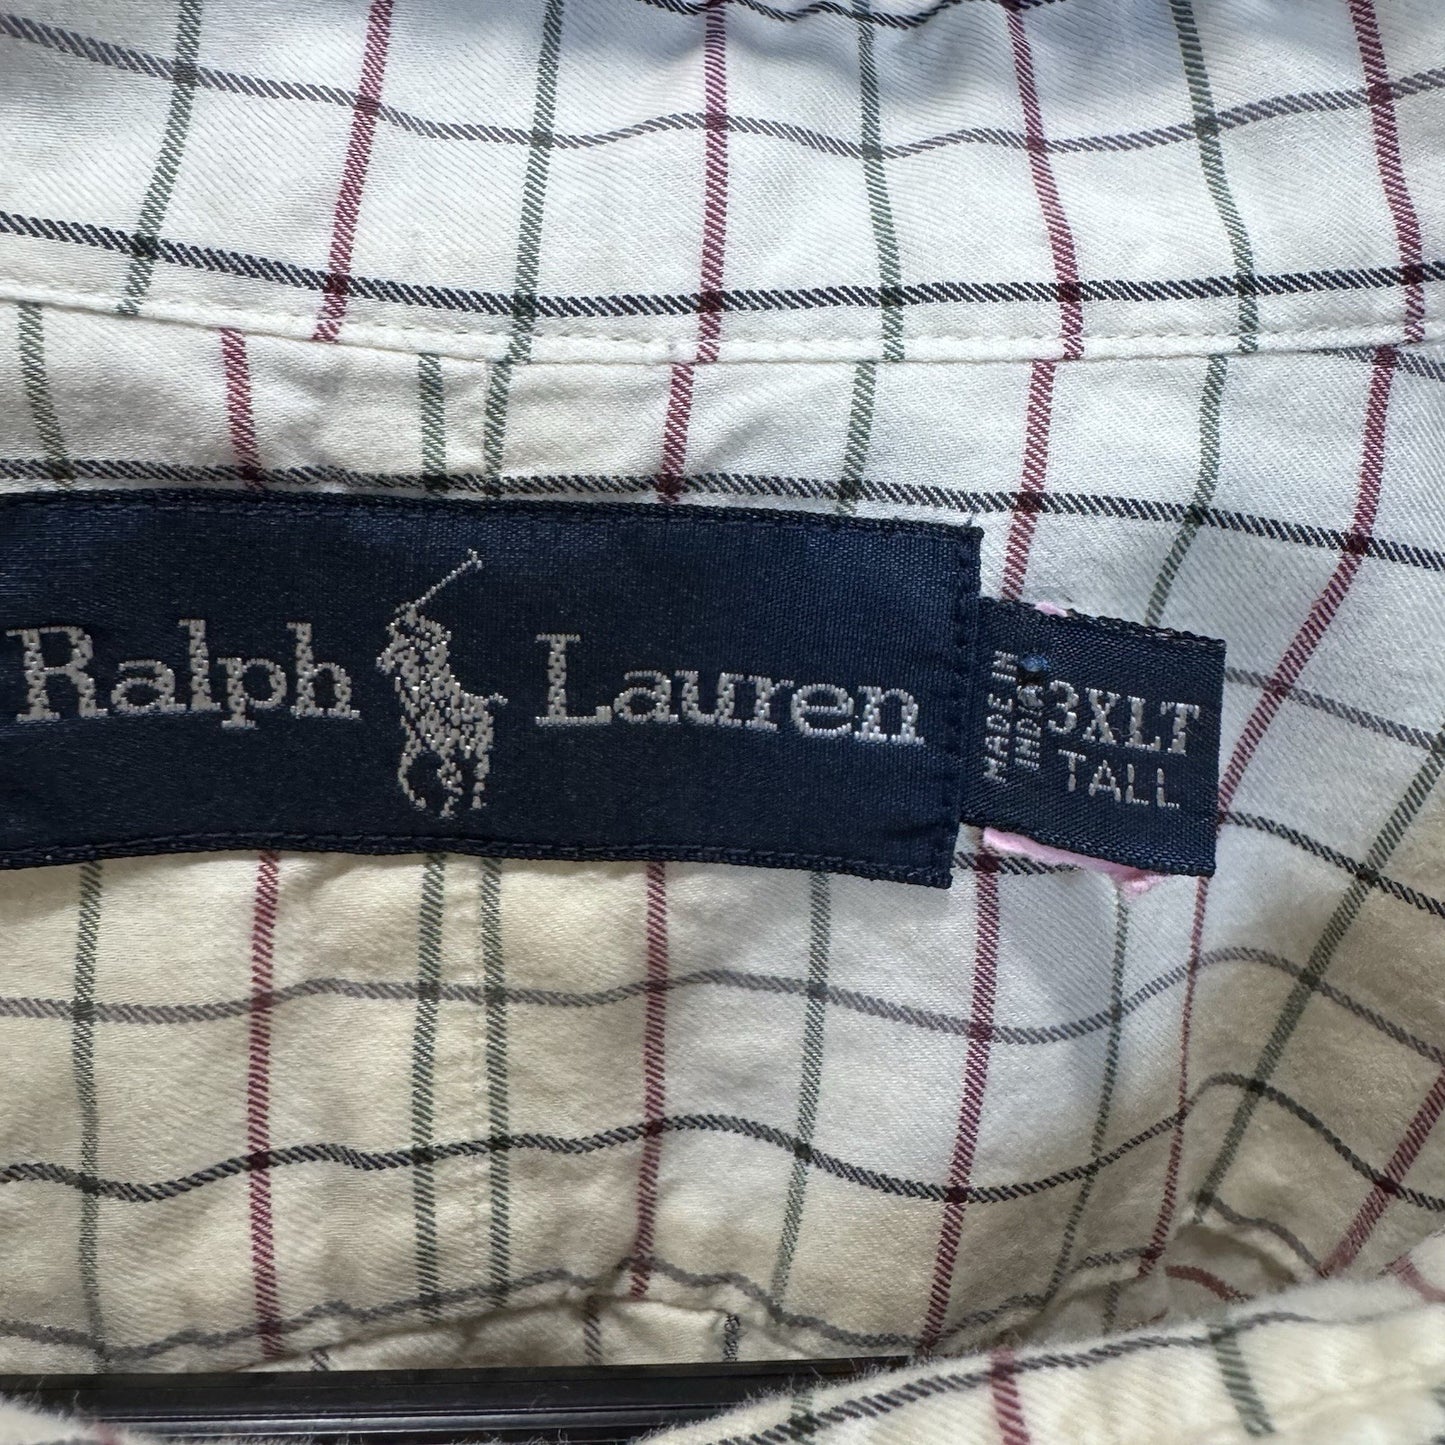 Ralph Lauren
MADE IN
INDIA
3XLT
TALL